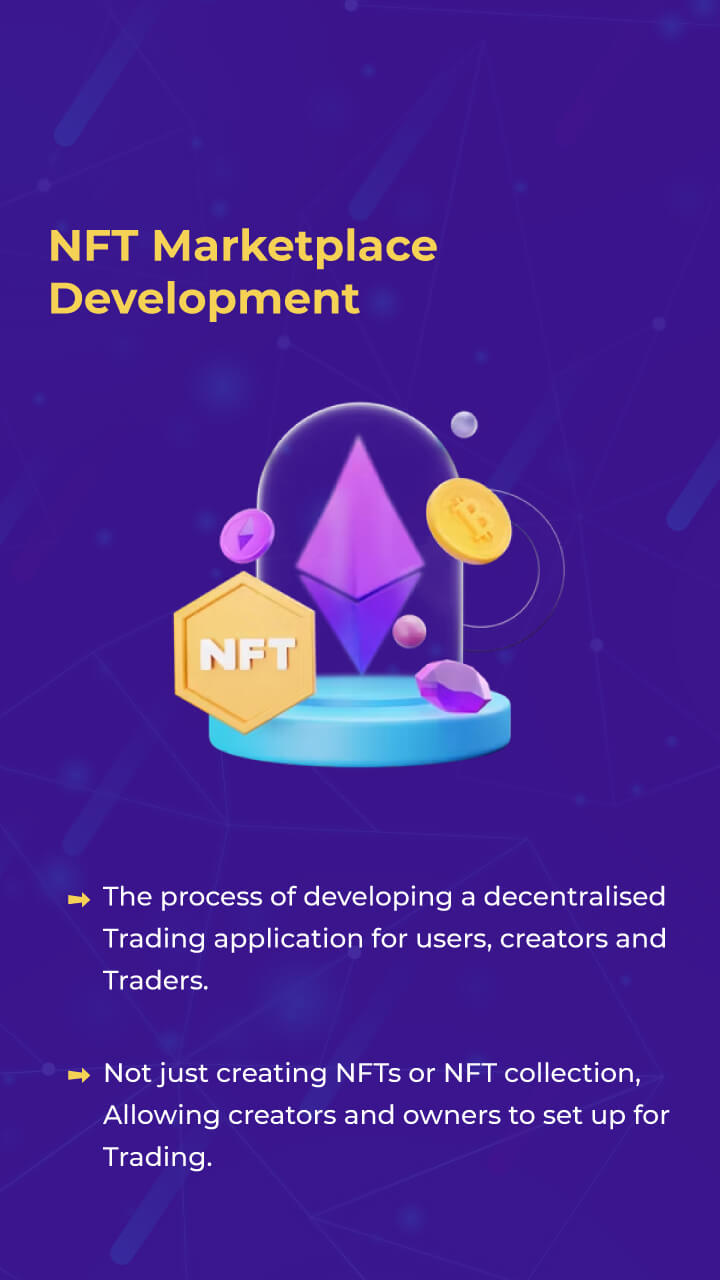 NFT Marketplace
Development
NFT
The process of developing a decentralised
Trading application for users, creators and
Traders.
Not just creating NFTs or NFT collection,
Allowing creators and owners to set up for
Trading.